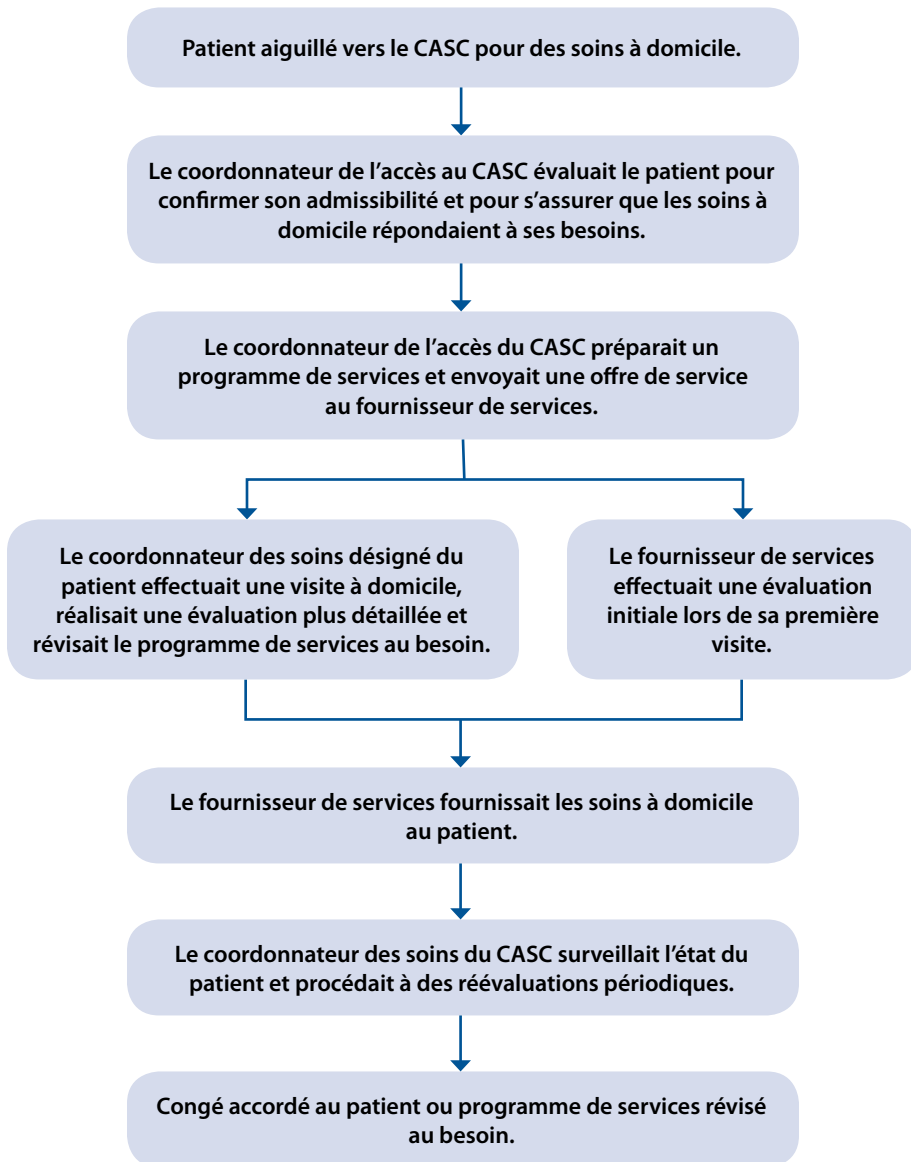 Patient aiguillé vers le CASC pour des soins à domicile.
Le coordonnateur de l’accès au CASC évaluait le patient pour
confirmer son admissibilité et pour s’assurer que les soins à
domicile répondaient à ses besoins.
Le coordonnateur de l’accès du CASC préparait un
programme de services et envoyait une offre de service
au fournisseur de services.
Le coordonnateur des soins désigné du
patient effectuait une visite à domicile,
réalisait une évaluation plus détaillée et
révisait le programme de services au besoin.
Le fournisseur de services
effectuait une évaluation
initiale lors de sa première
visite.
Le fournisseur de services fournissait les soins à domicile
au patient.
Le coordonnateur des soins du CASC surveillait l’état du
patient et procédait à des réévaluations périodiques.
Congé accordé au patient ou programme de services révisé
au besoin.